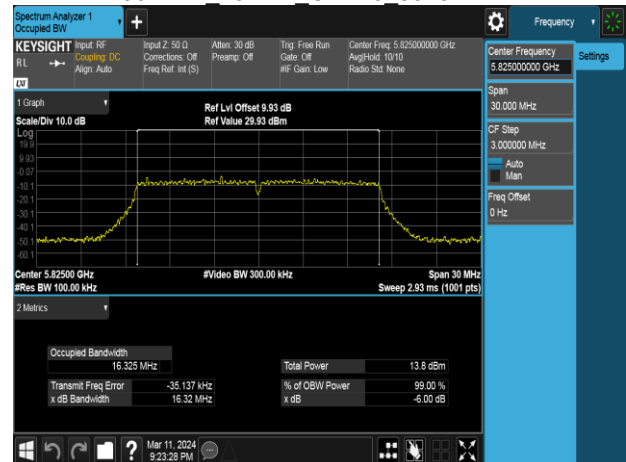 Spectrum Analyzer 1
Occupied BW
Frequency
KEYSIGHT
RL
LXI
Input: RF
Coupling: DC
Align: Auto
Input Z: 50 Ω
Corrections: Off
Freq Ref: Int (S)
Atten: 30 dB
Preamp: Off
Trig: Free Run
Gate: Off
#IF Gain: Low
Center Freq: 5.825000000 GHz
Avg|Hold: 10/10
Radio Std: None
Center Frequency
5.825000000 GHz
Settings
Span
30.000 MHz
CF Step
3.000000 MHz
Auto
Man
Freq Offset
0 Hz
1 Graph
Scale/Div 10.0 dB
Ref Lvl Offset 9.93 dB
Ref Value 29.93 dBm
Log
19.9
9.93
-0.07
-10.1
-20.1
-30.1
-40.1
-50.1
-60.1
Center 5.82500 GHz
#Video BW 300.00 kHz
Span 30 MHz
#Res BW 100.00 kHz
Sweep 2.93 ms (1001 pts)
2 Metrics
Occupied Bandwidth
16.325 MHz
Total Power 13.8 dBm
Transmit Freq Error -35.137 kHz
% of OBW Power 99.00 %
x dB Bandwidth 16.32 MHz
x dB -6.00 dB
Mar 11, 2024
9:23:28 PM